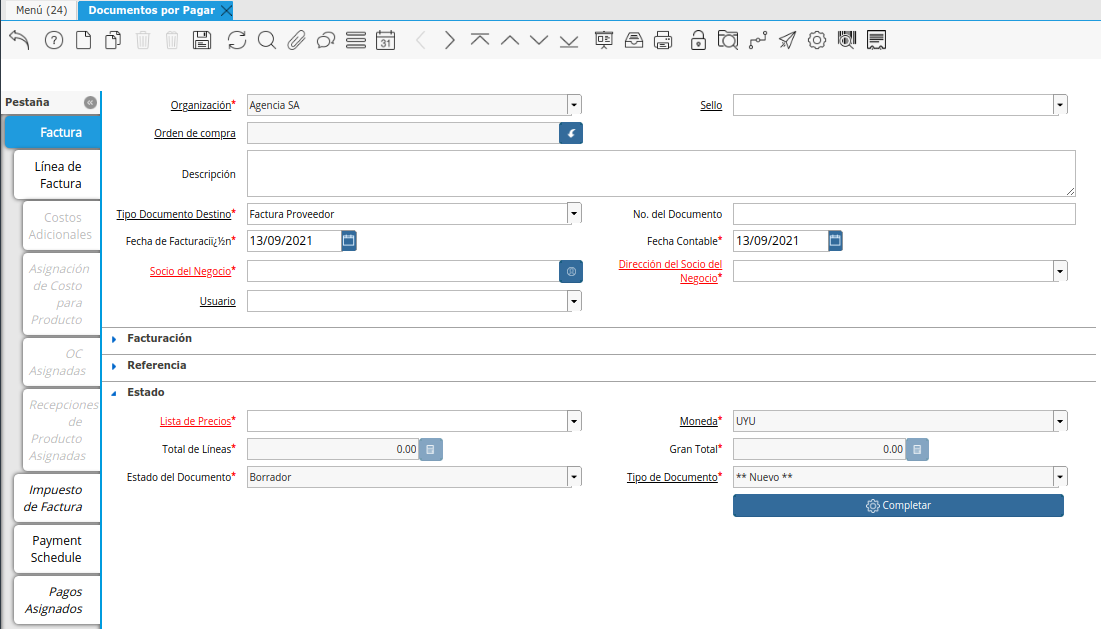 Menú (24)
Documentos por Pagar
31
Pestaña
Factura
Línea de
Factura
Costos
Adicionales
Asignación
de Costo
para
Producto
OC
Asignadas
Recepciones
de
Producto
Asignadas
Impuesto
de Factura
Payment
Schedule
Pagos
Asignados
Organización* Agencia SA Sello
Orden de compra
Descripción
Tipo Documento Destino* Factura Proveedor No. del Documento
Fecha de Facturaciï¿½n* 13/09/2021 Fecha Contable* 13/09/2021
Socio del Negocio* Dirección del Socio del
Negocio*
Usuario
Facturación
Referencia
Estado
Lista de Precios* Moneda* UYU
Total de Líneas* 0.00 Gran Total* 0.00
Estado del Documento* Borrador Tipo de Documento* ** Nuevo **
Completar